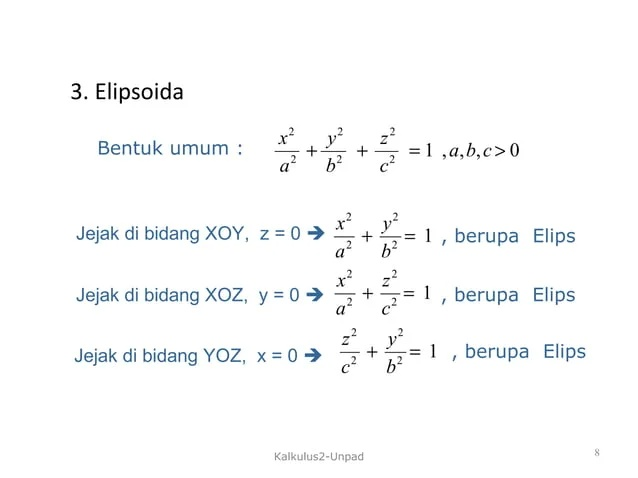 3. Elipsoida
Bentuk umum : x²/a² + y²/b² + z²/c² = 1 , a, b, c > 0
Jejak di bidang XOY, z = 0 ➔ x²/a² + y²/b² = 1 , berupa Elips
Jejak di bidang XOZ, y = 0 ➔ x²/a² + z²/c² = 1 , berupa Elips
Jejak di bidang YOZ, x = 0 ➔ z²/c² + y²/b² = 1 , berupa Elips
Kalkulus2-Unpad
8